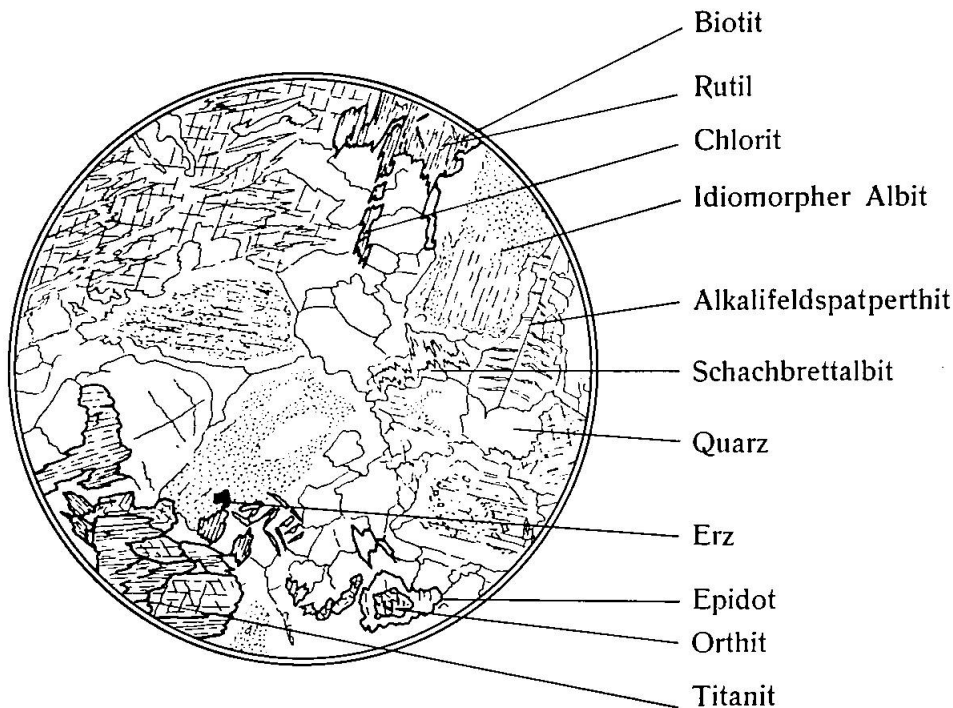 Biotit
Rutil
Chlorit
Idiomorpher Albit
Alkalifeldspatperthit
Schachbrettalbit
Quarz
Erz
Epidot
Orthit
Titanit